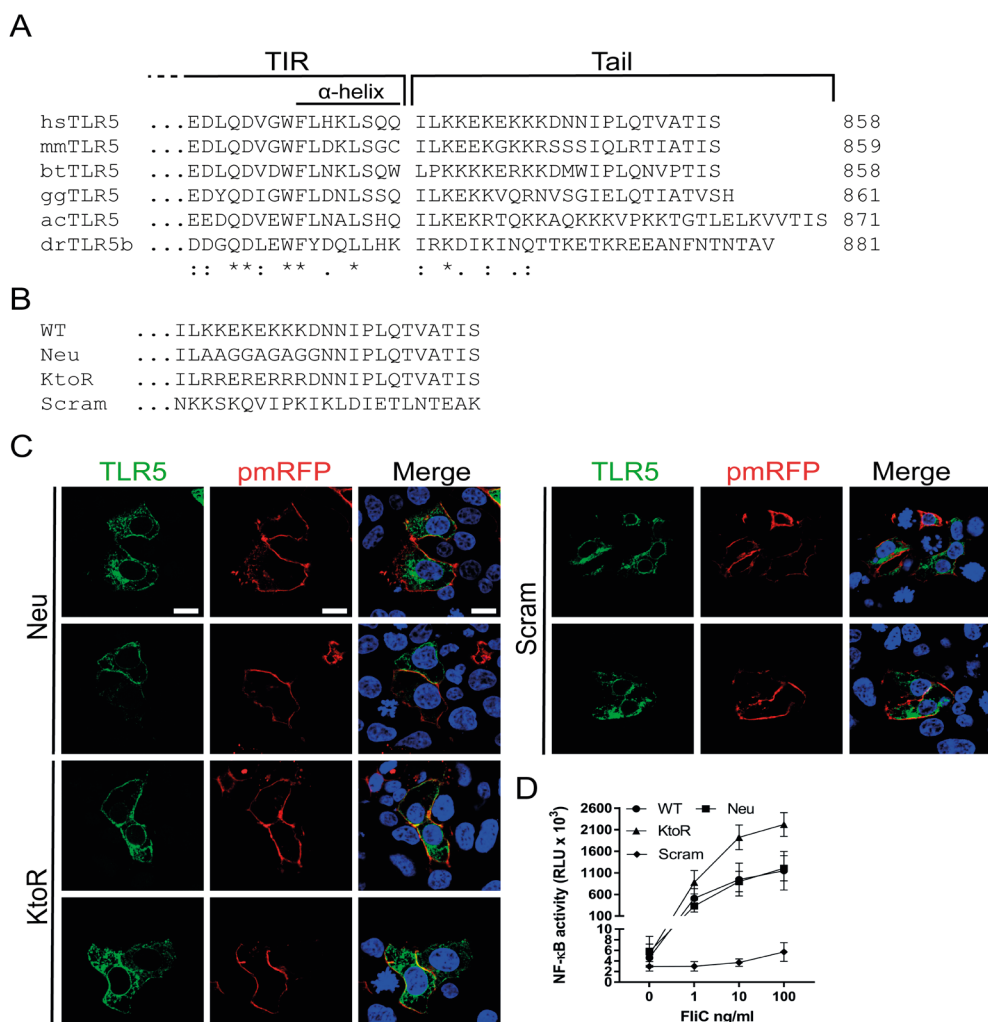 A
TIR Tail
α-helix
hsTLR5 ...EDLQDVGWFLHKLSQQ ILKKEKEKKKDNNIPLQTVATIS 858
mmTLR5 ...EDLQDVGWFLDKLSGC ILKEEKGKKRSSSIQLRTIATIS 859
btTLR5 ...EDLQDVDWFLNKLSQW LPKKKKERKKDMWIPLQNVPTIS 858
ggTLR5 ...EDYQDIGWFLDNLSSQ ILKEKKVQRNVSGIELQTIATVSH 861
acTLR5 ...EEDQDVEWFLNALSHQ ILKEKRTQKKAQKKKVPKKTGTLELKVVTIS 871
drTLR5b ...DDGQDLEWFYDQLLHK IRKDIKINQTTKETKREEANFNTNTAV 881
:: **: ** . * : *. : .:
B
WT ...ILKKEKEKKKDNNIPLQTVATIS
Neu ...ILAAGGAGAGGNNIPLQTVATIS
KtoR ...ILRRERERRRDNNIPLQTVATIS
Scram ...NKKSKQVIPKIKLDIETLNTEAK
C
TLR5 pmRFP Merge
Neu
KtoR
TLR5 pmRFP Merge
Scram
D
WT Neu
KtoR
Scram
NF-κB activity (RLU x 10³)
2600
2100
1600
1100
600
100
10
8
6
4
2
0
0 1 10 100
FliC ng/ml